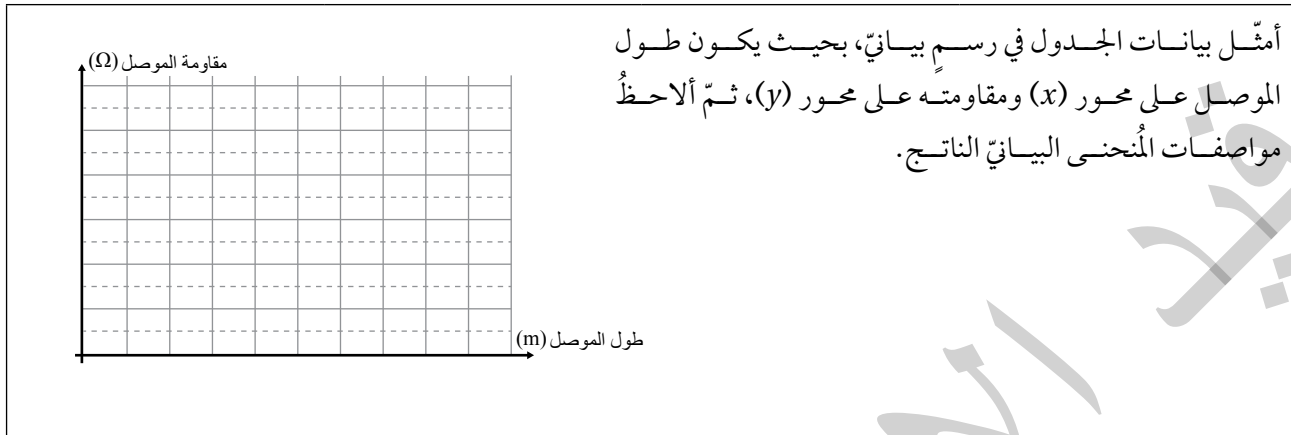 أمثّل بيانات الجدول في رسمٍ بيانيّ، بحيث يكون طول
الموصل على محور (x) ومقاومته على محور (y)، ثمّ ألاحظُ
مواصفات المُنحنى البيانيّ الناتج.
مقاومة الموصل (Ω)
طول الموصل (m)